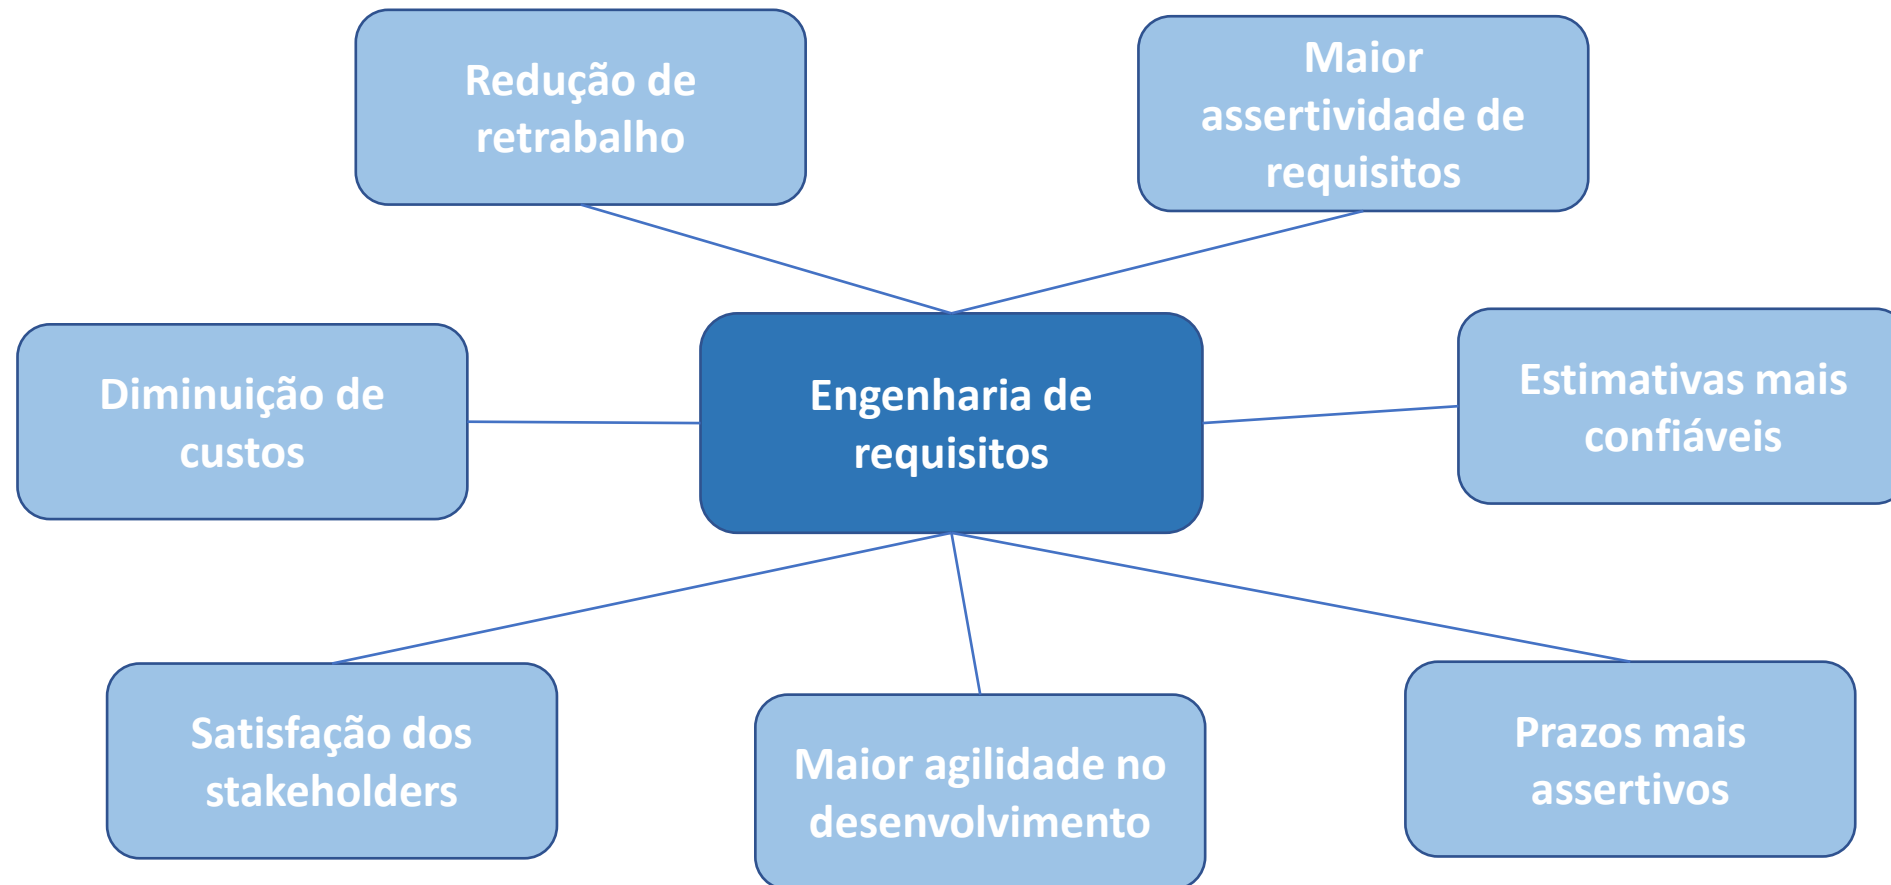 Redução de
retrabalho
Maior
assertividade de
requisitos
Diminuição de
custos
Engenharia de
requisitos
Estimativas mais
confiáveis
Satisfação dos
stakeholders
Maior agilidade no
desenvolvimento
Prazos mais
assertivos